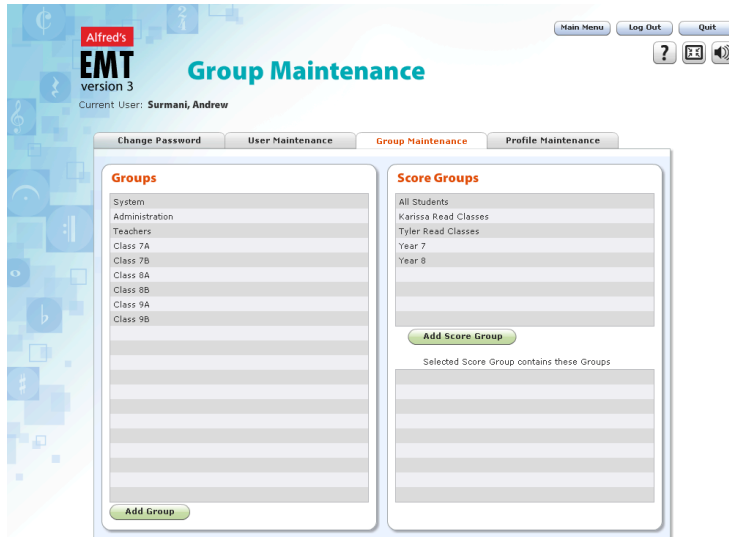 Main Menu
Log Out
Quit
?
Alfred's
EMT
version 3
Group Maintenance
Current User: Surmani, Andrew
Change Password
User Maintenance
Group Maintenance
Profile Maintenance
Groups
System
Administration
Teachers
Class 7A
Class 7B
Class 8A
Class 8B
Class 9A
Class 9B
Add Group
Score Groups
All Students
Karissa Read Classes
Tyler Read Classes
Year 7
Year 8
Add Score Group
Selected Score Group contains these Groups